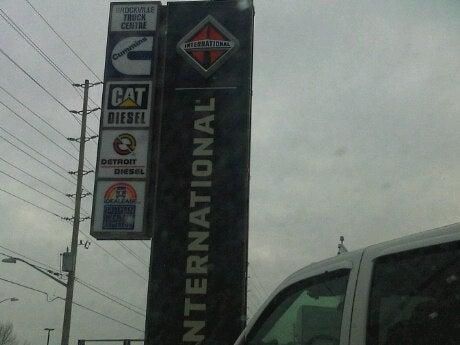 BROCKVILLE
TRUCK
CENTRE
Cummins
CAT
DIESEL
DETROIT
DIESEL
IDEALEASE
INTERNATIONAL
INTERNATIONAL